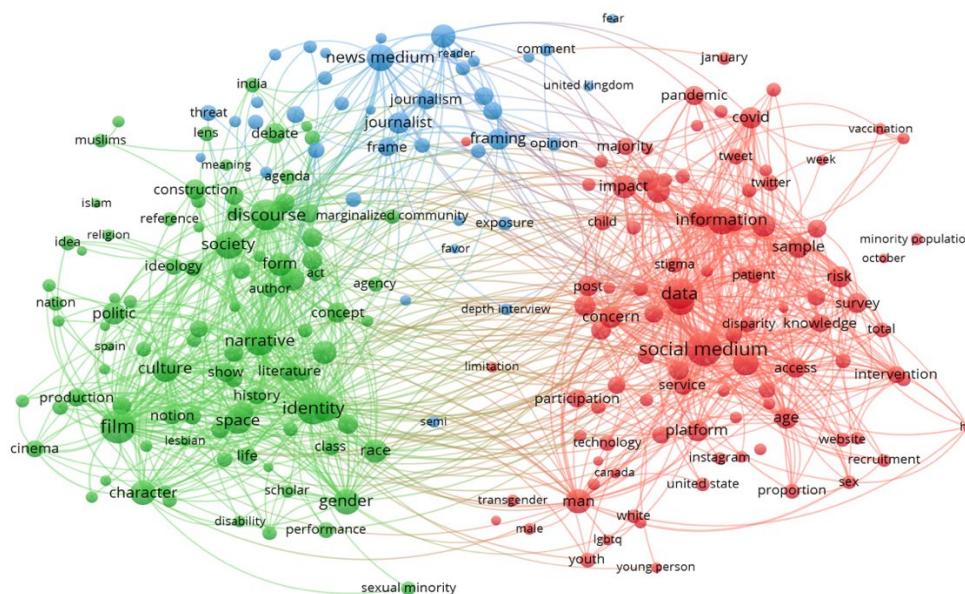 fear
news medium
reader
comment
january
india
united kingdom
pandemic
journalism
threat
lens
debate
journalist
covid
muslims
frame
framing
opinion
majority
vaccination
meaning
tweet
week
agenda
construction
impact
twitter
islam
reference
discourse
marginalized community
exposure
child
information
religion
society
idea
favor
sample
minority population
ideology
form
act
stigma
october
author
agency
post
patient
risk
nation
data
politic
concept
depth interview
concern
survey
spain
disparity
knowledge
total
narrative
social medium
culture
show
literature
limitation
access
intervention
service
production
history
participation
notion
space
identity
age
film
lesbian
class
race
technology
platform
website
cinema
life
instagram
recruitment
semi
canada
united state
character
scholar
gender
transgender
man
proportion
sex
disability
performance
male
white
lgbtq
youth
young person
sexual minority